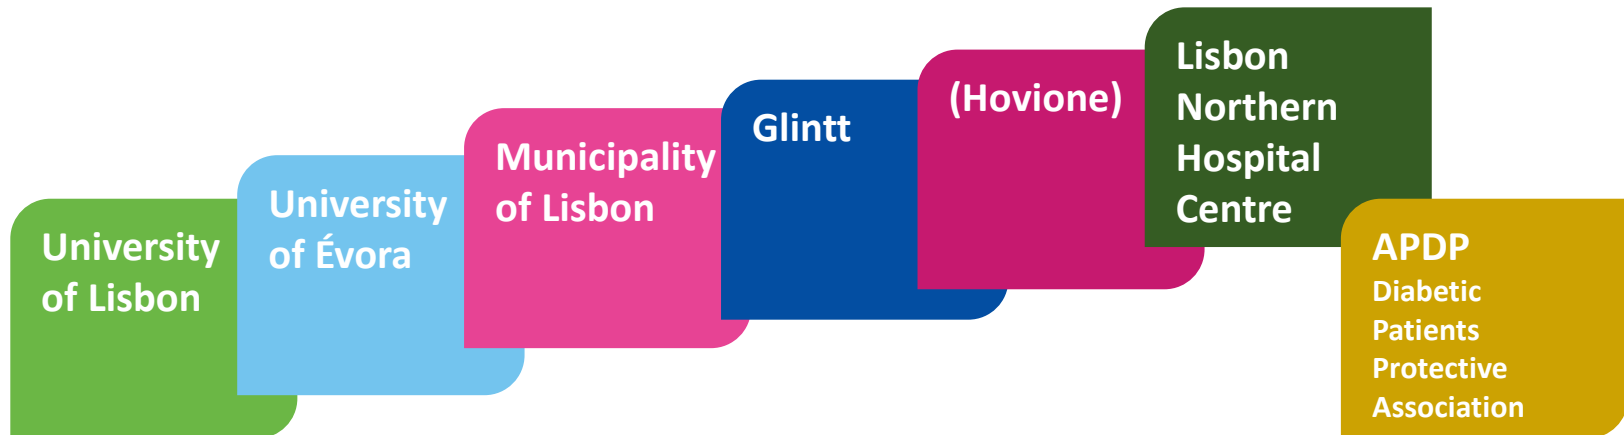 University
of Lisbon
University
of Évora
Municipality
of Lisbon
Glintt
(Hovione)
Lisbon
Northern
Hospital
Centre
APDP
Diabetic
Patients
Protective
Association